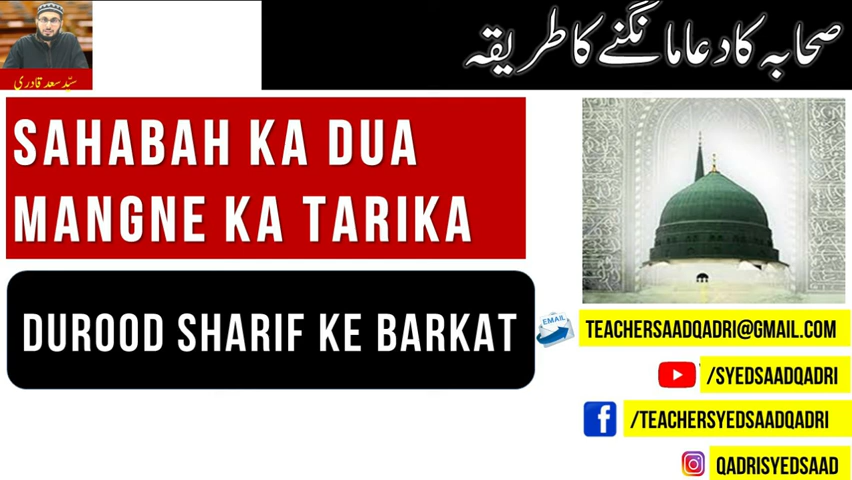 صحابہ کا دعا مانگنے کا طریقہ
سیّد سعد قادری
SAHABAH KA DUA
MANGNE KA TARIKA
DUROOD SHARIF KE BARKAT
EMAIL
TEACHERSAADQADRI@GMAIL.COM
/SYEDSAADQADRI
/TEACHERSYEDSAADQADRI
QADRISYEDSAAD